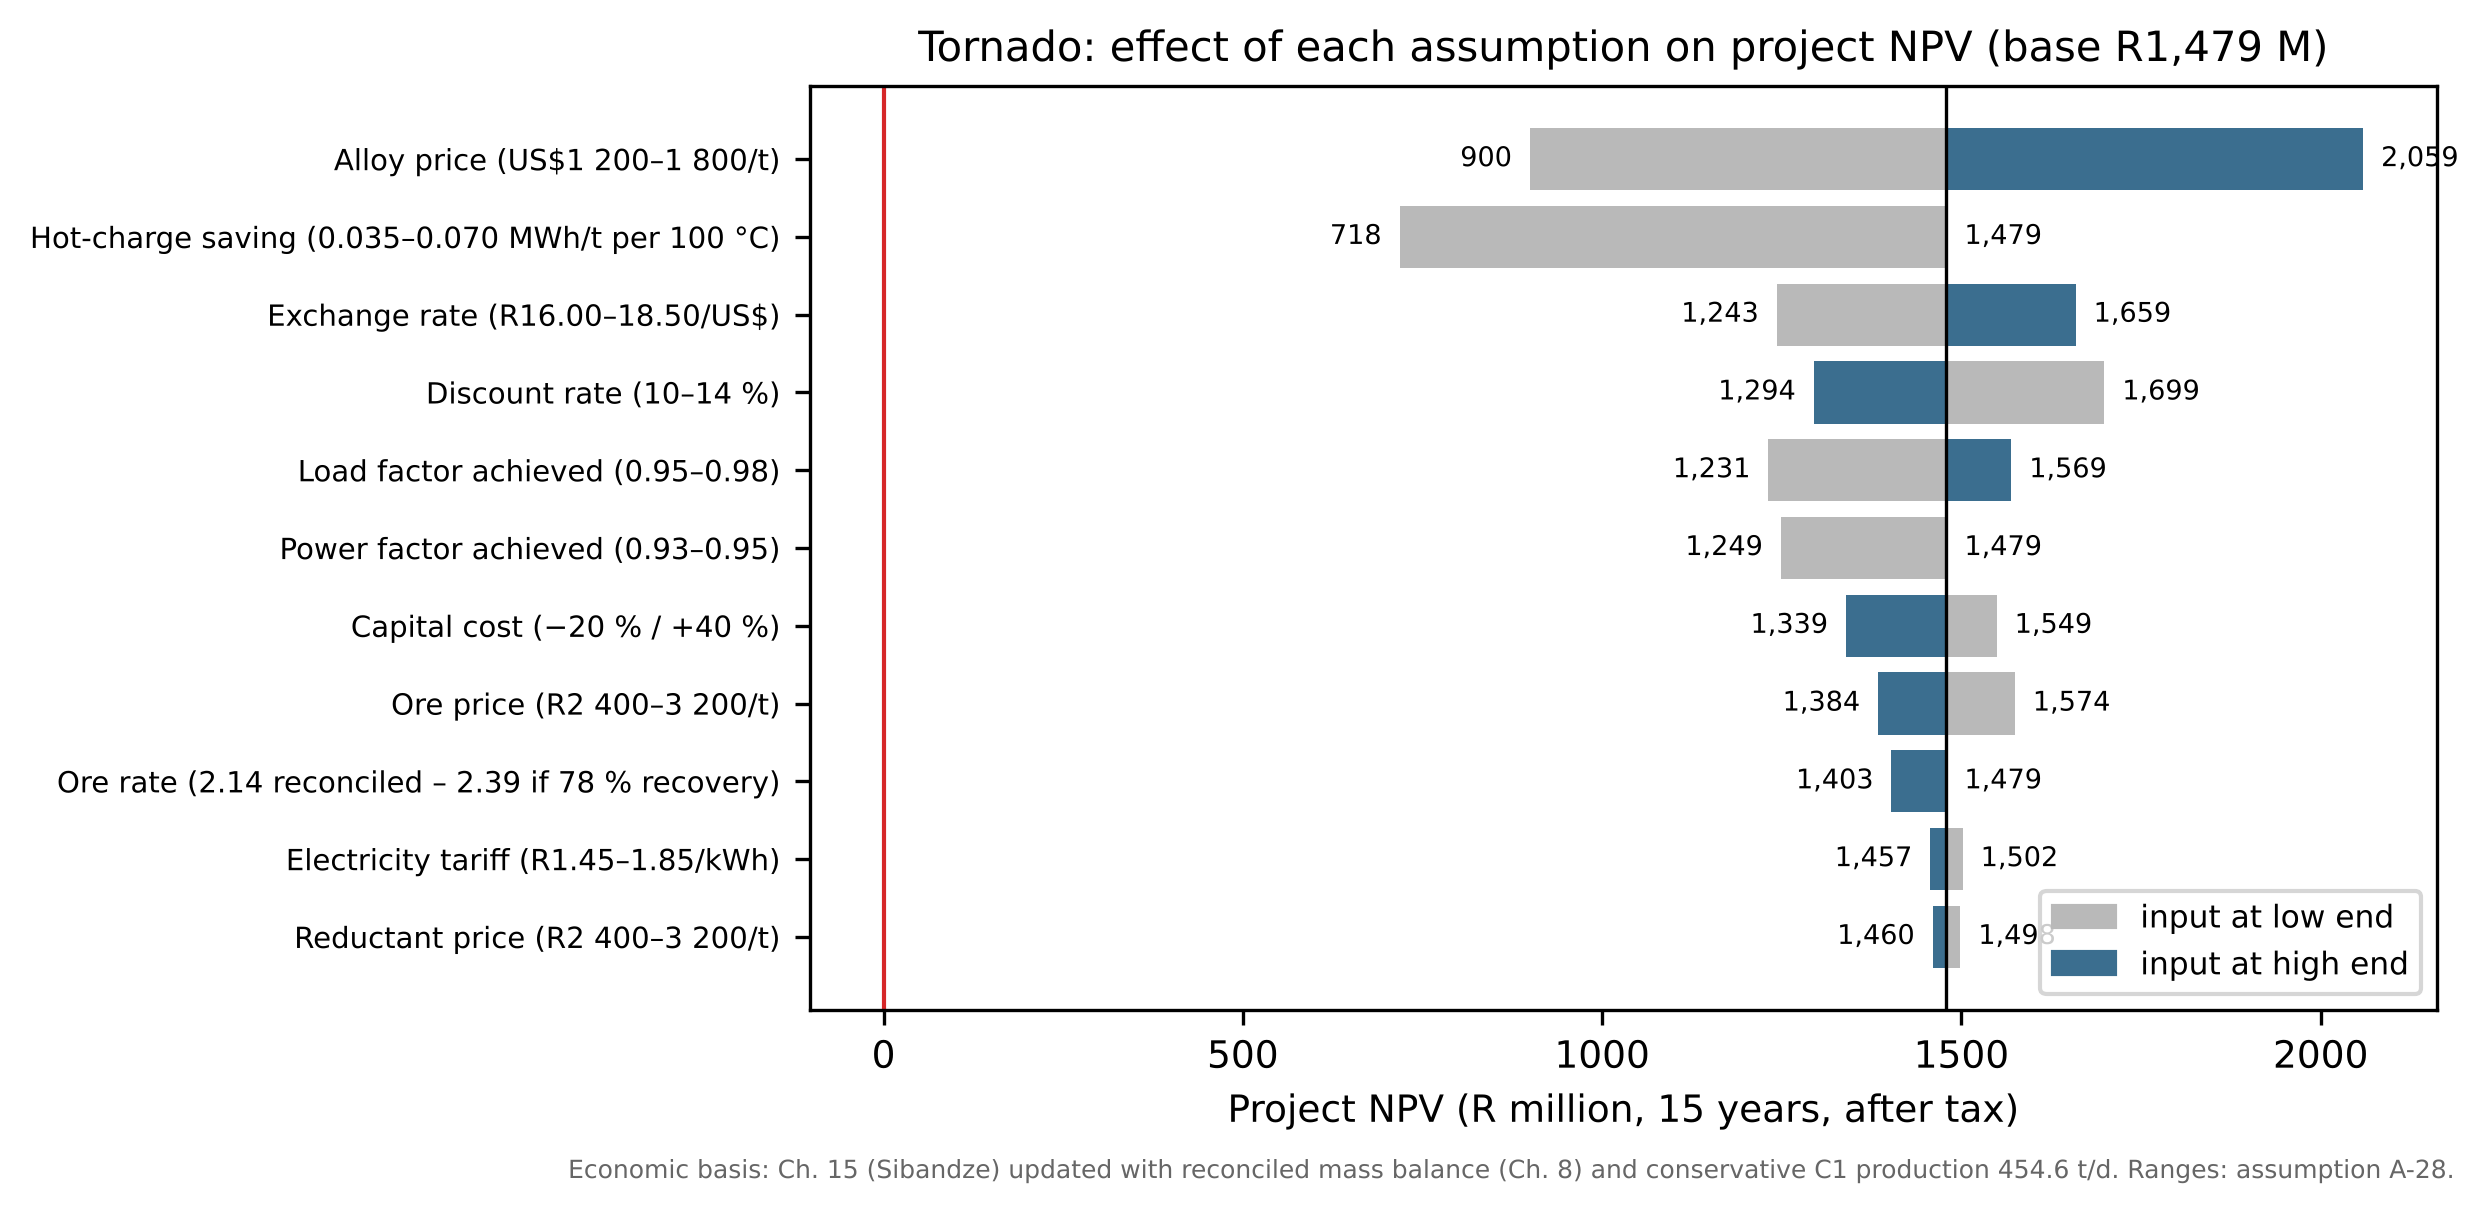 Tornado: effect of each assumption on project NPV (base R1,479 M)
Alloy price (US$1 200–1 800/t)
900
2,059
Hot-charge saving (0.035–0.070 MWh/t per 100 °C)
718
1,479
Exchange rate (R16.00–18.50/US$)
1,243
1,659
Discount rate (10–14 %)
1,294
1,699
Load factor achieved (0.95–0.98)
1,231
1,569
Power factor achieved (0.93–0.95)
1,249
1,479
Capital cost (−20 % / +40 %)
1,339
1,549
Ore price (R2 400–3 200/t)
1,384
1,574
Ore rate (2.14 reconciled – 2.39 if 78 % recovery)
1,403
1,479
Electricity tariff (R1.45–1.85/kWh)
1,457
1,502
Reductant price (R2 400–3 200/t)
1,460
1,498
input at low end
input at high end
0 500 1000 1500 2000
Project NPV (R million, 15 years, after tax)
Economic basis: Ch. 15 (Sibandze) updated with reconciled mass balance (Ch. 8) and conservative C1 production 454.6 t/d. Ranges: assumption A-28.